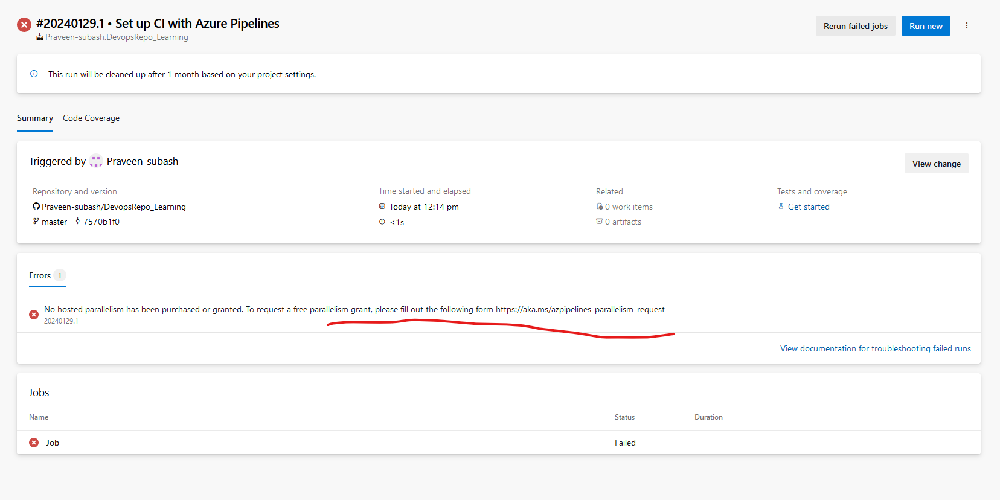 #20240129.1 • Set up CI with Azure Pipelines
Praveen-subash.DevopsRepo_Learning
Rerun failed jobs
Run new
This run will be cleaned up after 1 month based on your project settings.
Summary
Code Coverage
Triggered by Praveen-subash
View change
Repository and version
Time started and elapsed
Related
Tests and coverage
Praveen-subash/DevopsRepo_Learning
Today at 12:14 pm
0 work items
Get started
master 7570b1f0
<1s
0 artifacts
Errors 1
No hosted parallelism has been purchased or granted. To request a free parallelism grant, please fill out the following form https://aka.ms/azpipelines-parallelism-request
20240129.1
View documentation for troubleshooting failed runs
Jobs
Name
Status
Duration
Job
Failed